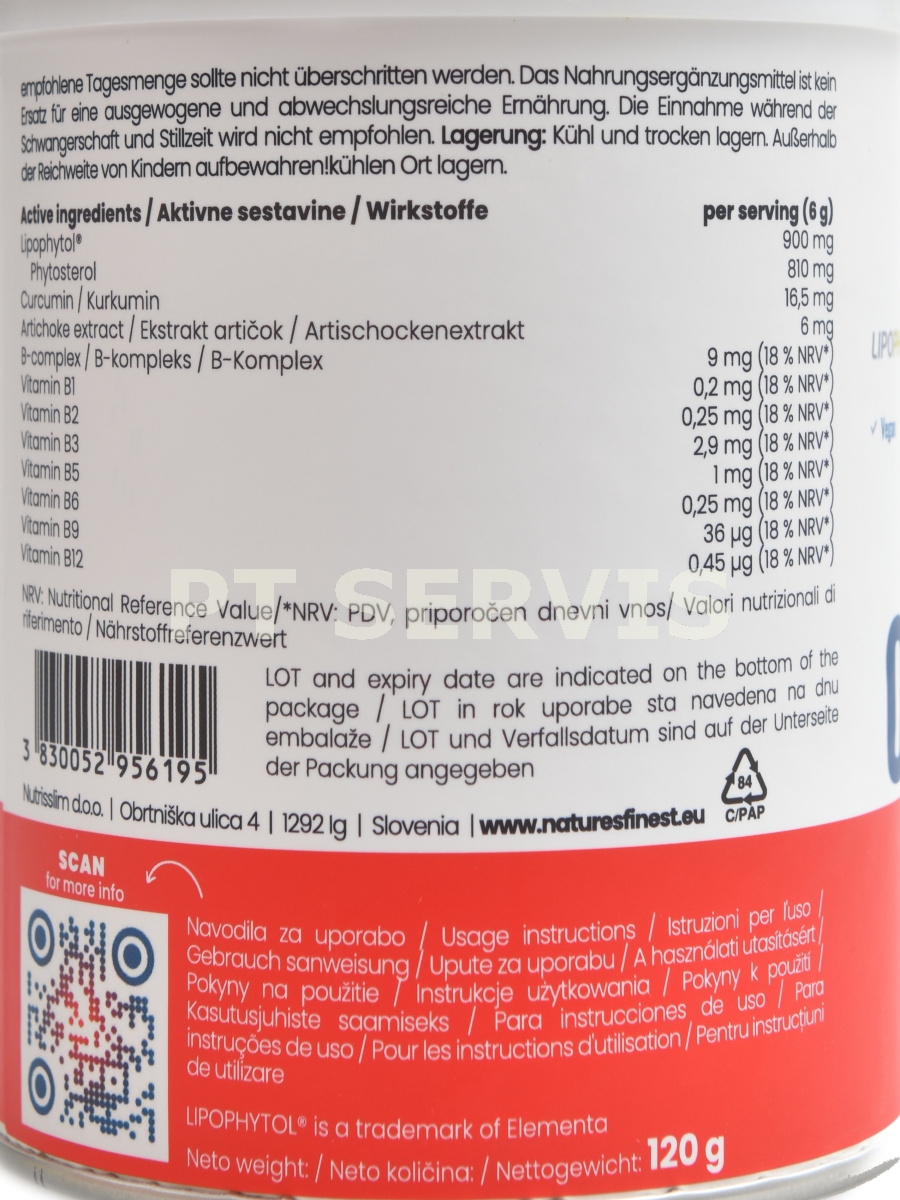 empfohlene Tagesmenge sollte nicht überschritten werden. Das Nahrungsergänzungsmittel ist kein
Ersatz für eine ausgewogene und abwechslungsreiche Ernährung. Die Einnahme während der
Schwangerschaft und Stillzeit wird nicht empfohlen. Lagerung: Kühl und trocken lagern. Außerhalb
der Reichweite von Kindern aufbewahren!kühlen Ort lagern.
Active ingredients / Aktivne sestavine / Wirkstoffe per serving (6 g)
Lipophytol® 900 mg
Phytosterol 810 mg
Curcumin / Kurkumin 16,5 mg
Artichoke extract / Ekstrakt artičok / Artischockenextrakt 6 mg
B-complex / B-kompleks / B-Komplex 9 mg (18 % NRV*)
Vitamin B1 0,2 mg (18 % NRV*)
Vitamin B2 0,25 mg (18 % NRV*)
Vitamin B3 2,9 mg (18 % NRV*)
Vitamin B5 1 mg (18 % NRV*)
Vitamin B6 0,25 mg (18 % NRV*)
Vitamin B9 36 µg (18 % NRV*)
Vitamin B12 0,45 µg (18 % NRV*)
NRV: Nutritional Reference Value/*NRV: PDV, priporočen dnevni vnos/ Valori nutrizionali di
riferimento / Nährstoffreferenzwert
PT SERVIS
LOT and expiry date are indicated on the bottom of the
package / LOT in rok uporabe sta navedena na dnu
embalaže / LOT und Verfallsdatum sind auf der Unterseite
der Packung angegeben
3 830052 956195
84
C/PAP
Nutrisslim d.o.o. | Obrtniška ulica 4 | 1292 Ig | Slovenia | www.naturesfinest.eu
SCAN
for more info
Navodila za uporabo / Usage instructions / Istruzioni per l'uso /
Gebrauch sanweisung / Upute za uporabu / A használati utasításért /
Pokyny na použitie / Instrukcje użytkowania / Pokyny k použití /
Kasutusjuhiste saamiseks / Para instrucciones de uso / Para
instruções de uso / Pour les instructions d'utilisation / Pentru instrucțiuni
de utilizare
LIPOPHYTOL® is a trademark of Elementa
Neto weight: / Neto količina: / Nettogewicht: 120 g
Vegan